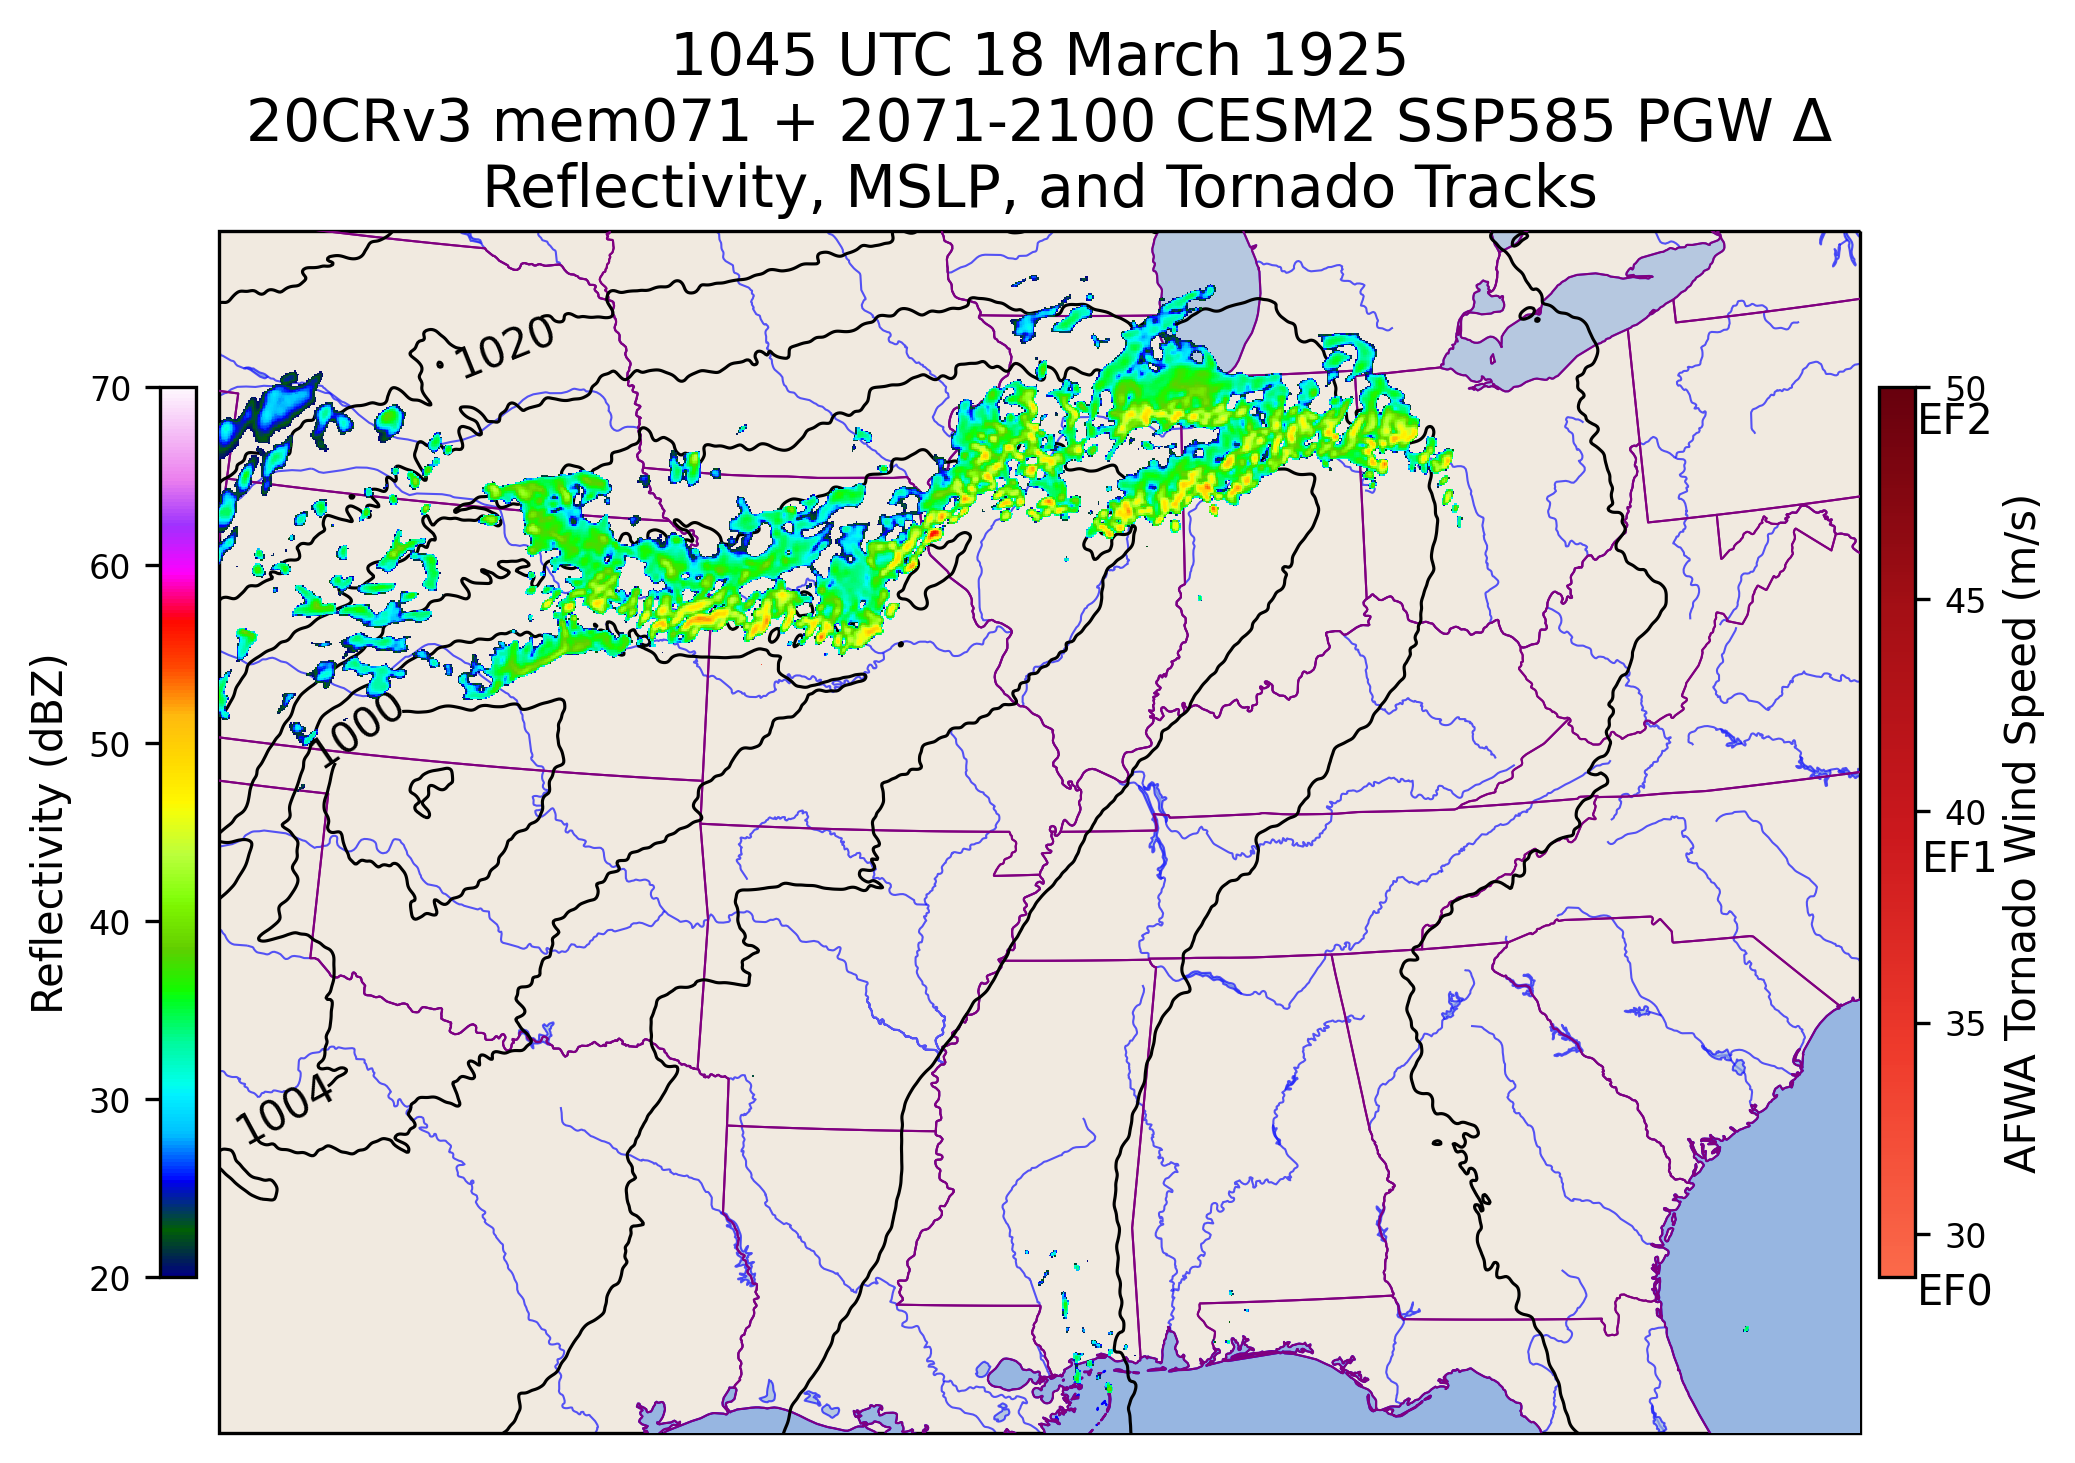 1045 UTC 18 March 1925
20CRv3 mem071 + 2071-2100 CESM2 SSP585 PGW Δ
Reflectivity, MSLP, and Tornado Tracks
Reflectivity (dBZ)
70
60
50
40
30
20
1020
1000
1004
50
EF2
45
40
EF1
35
30
EF0
AFWA Tornado Wind Speed (m/s)